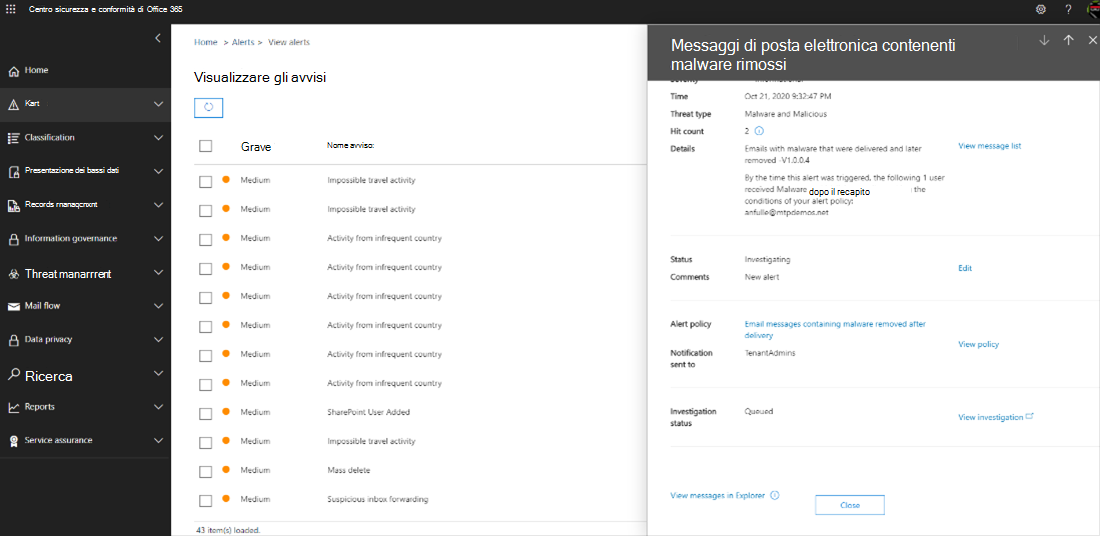 Centro sicurezza e conformità di Office 365
?
Home > Alerts > View alerts
Visualizzare gli avvisi
Home
Kart
Classification
Presentazione dei bassi dati
Records rnanaqcnxnt
Information governance
Threat manarrrent
Mail flow
Data privacy
Ricerca
Reports
Service assurance
Grave Nome avviso:
Medium Impossible travel activity
Medium Impossible travel activity
Medium Activity from infrequent country
Medium Activity from infrequent country
Medium Activity from infrequent country
Medium Activity from infrequent country
Medium Activity from infrequent country
Medium Activity from infrequent country
Medium SharePoint User Added
Medium Impossible travel activity
Medium Mass delete
Medium Suspicious inbox forwarding
43 item(s) loaded.
Messaggi di posta elettronica contenenti
malware rimossi
Time Oct 21, 2020 9:32:47 PM
Threat type Malware and Malicious
Hit count 2
Details Emails with malware that were delivered and later
removed -V1.0.0.4
View message list
By the time this alert was triggered, the following 1 user
received Malware dopo il recapito the
conditions of your alert policy:
anfulle@mtpdemos.net
Status Investigating
Comments New alert
Edit
Alert policy Email messages containing malware removed after
delivery
View policy
Notification TenantAdmins
sent to
Investigation Queued
status
View investigation
View messages in Explorer
Close